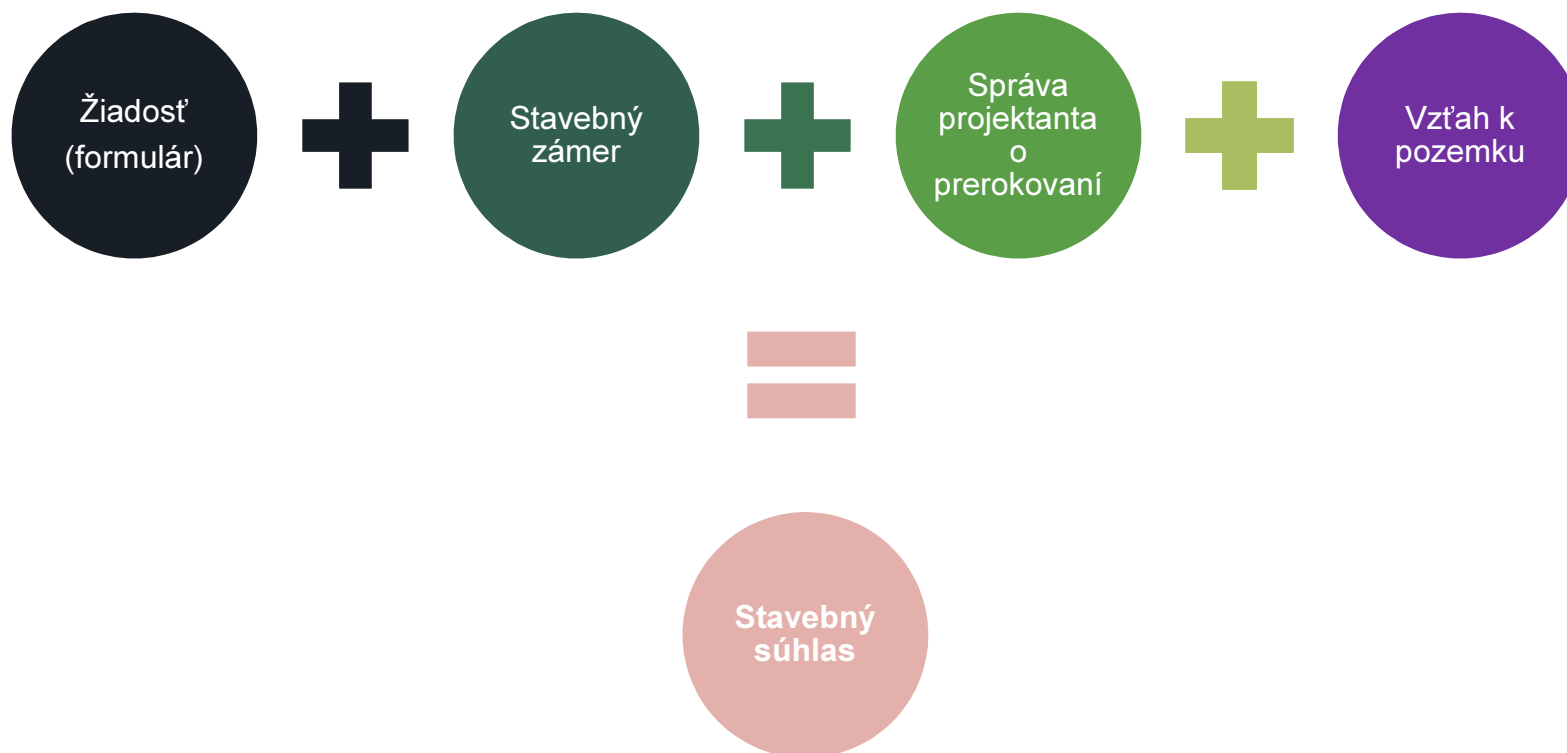 Žiadosť
(formulár)
Stavebný
zámer
Správa
projektanta
o
prerokovaní
Vzťah k
pozemku
Stavebný
súhlas